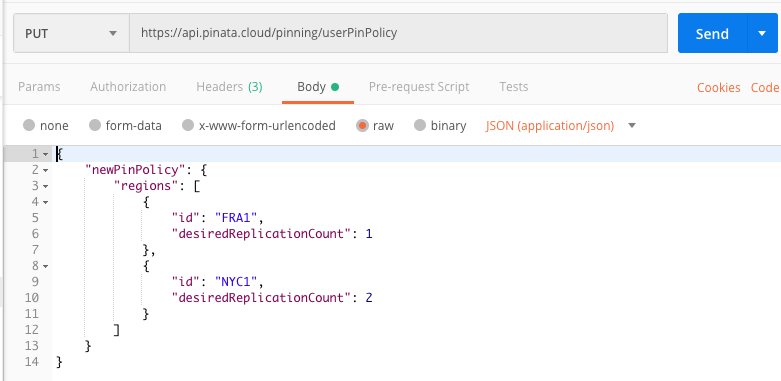 PUT https://api.pinata.cloud/pinning/userPinPolicy Send
Params Authorization Headers (3) Body Pre-request Script Tests Cookies Code
none form-data x-www-form-urlencoded raw binary JSON (application/json)
1 {
2 "newPinPolicy": {
3 "regions": [
4 {
5 "id": "FRA1",
6 "desiredReplicationCount": 1
7 },
8 {
9 "id": "NYC1",
10 "desiredReplicationCount": 2
11 }
12 ]
13 }
14 }